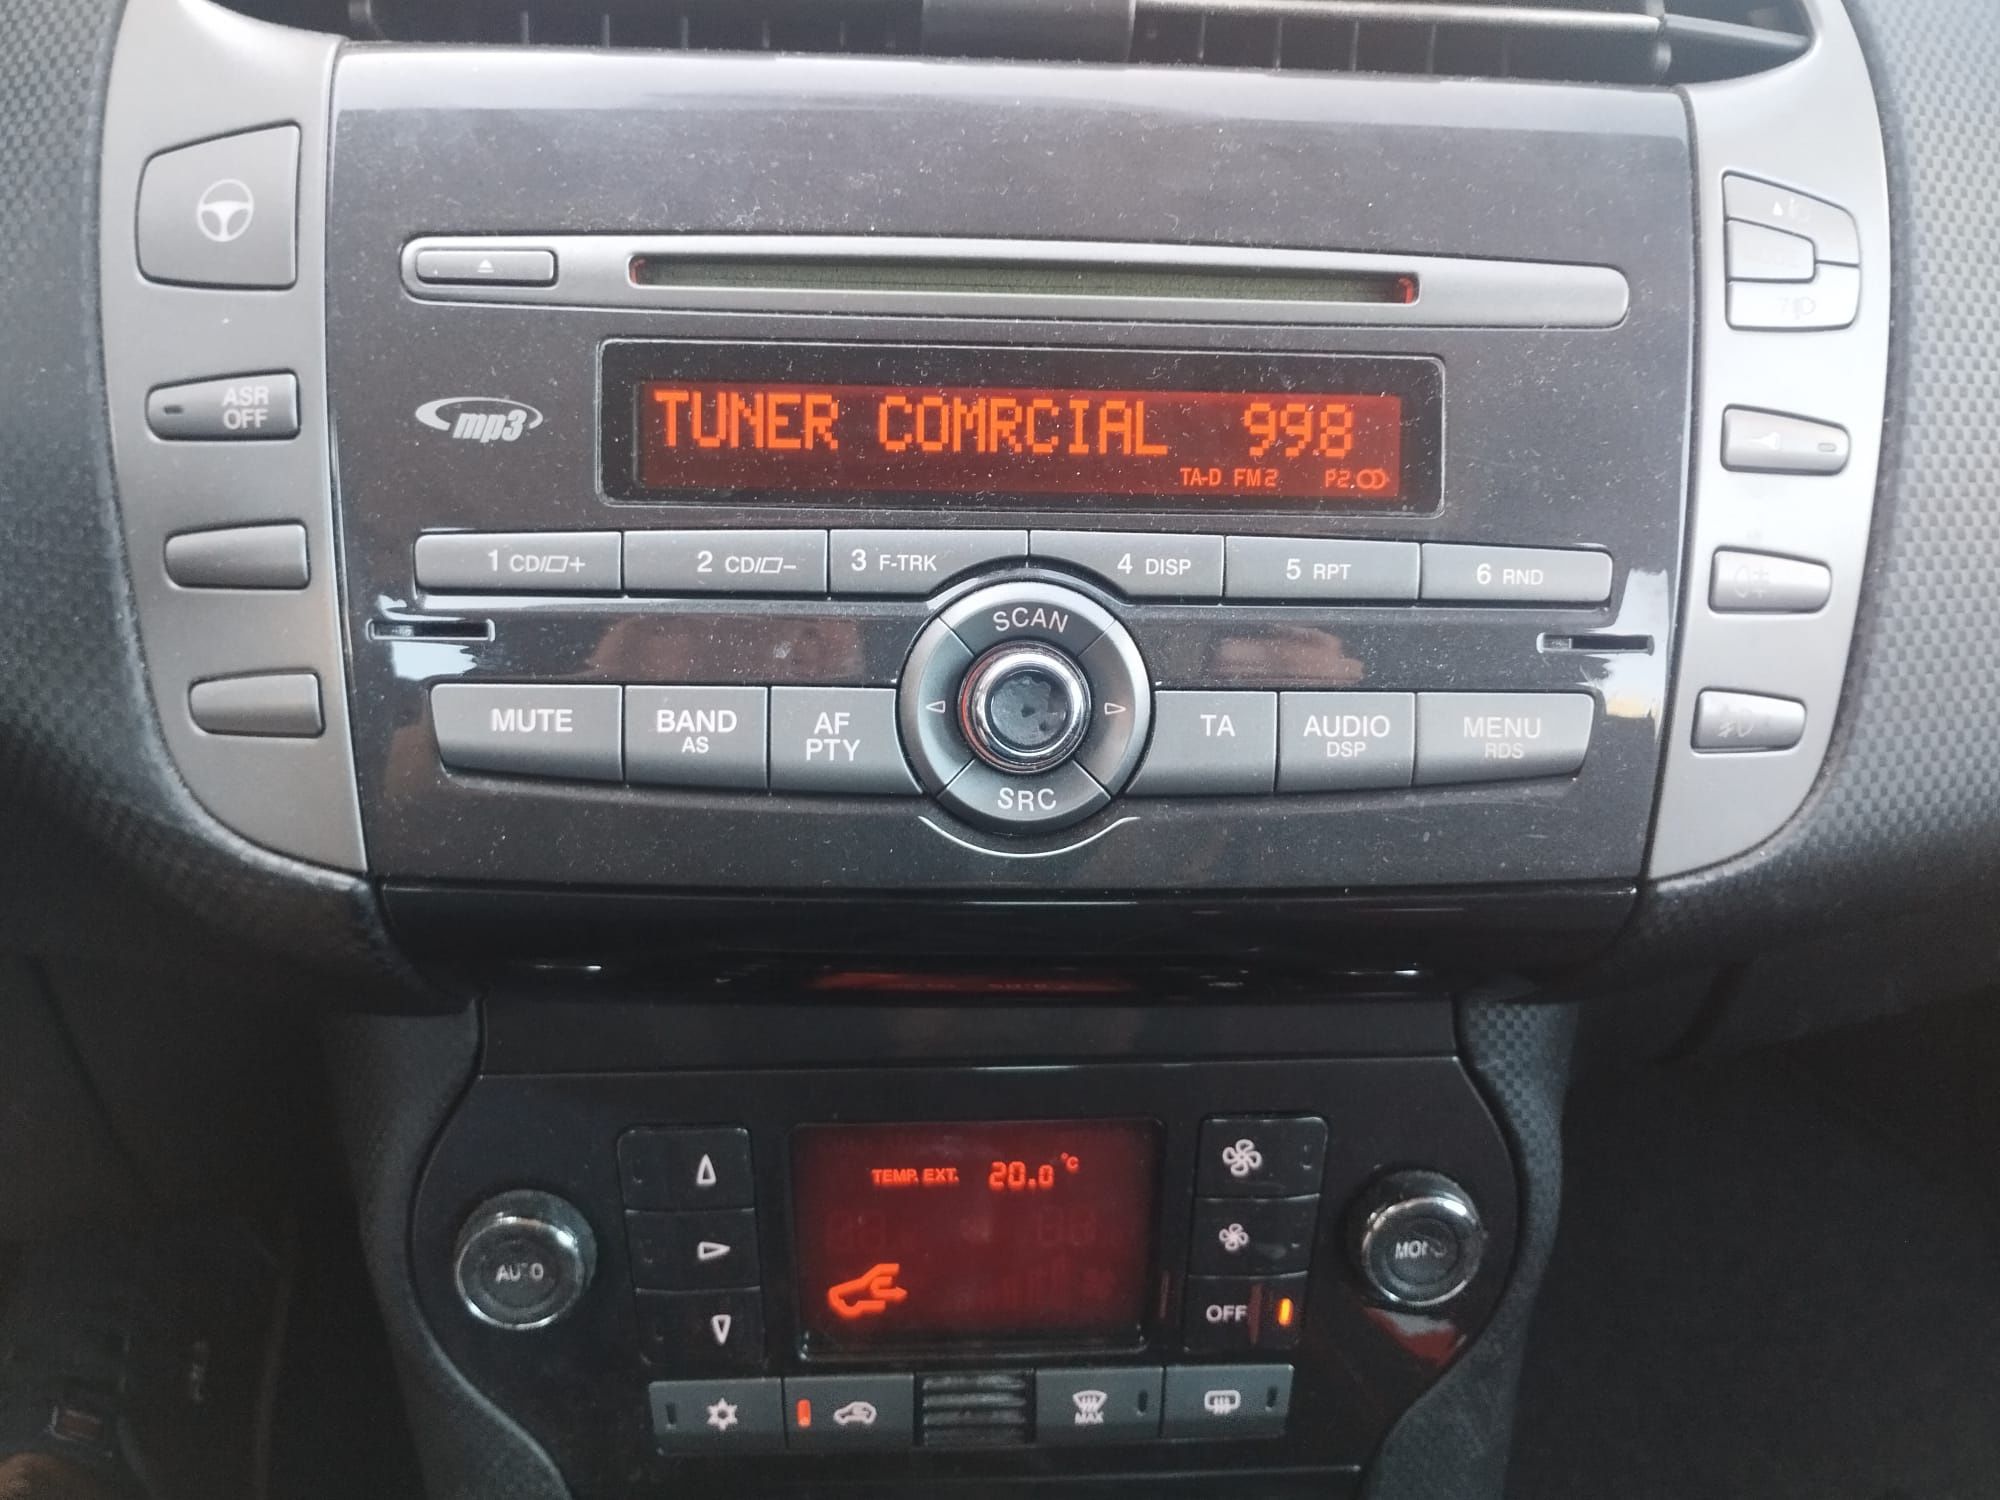 ASR
OFF
mp3
TUNER COMRCIAL 99.8
TA-D FM2 P2
1 CD/▱+
2 CD/▱-
3 F-TRK
4 DISP
5 RPT
6 RND
SCAN
MUTE
BAND
AS
AF
PTY
TA
AUDIO
DSP
MENU
RDS
SRC
TEMP. EXT. 20.0 °C
AUTO
MONO
OFF
MAX